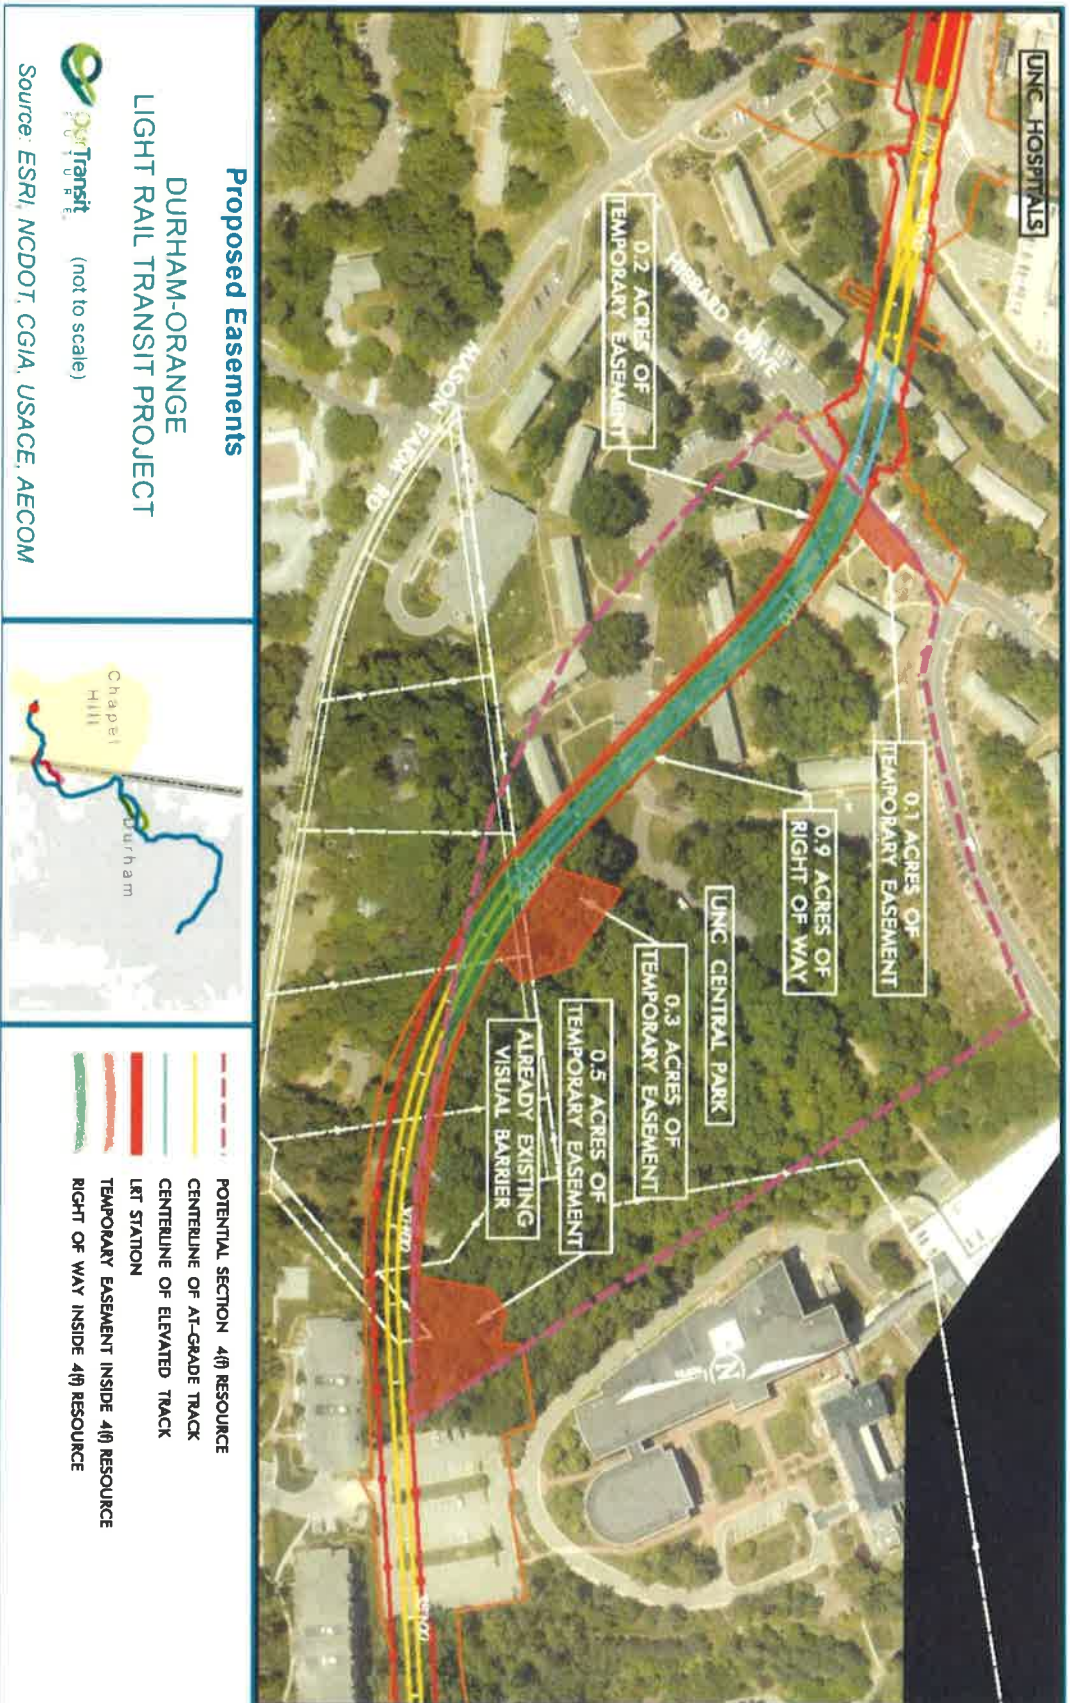 UNC HOSPITALS
0.2 ACRES OF
TEMPORARY EASEMENT
HIBBARD DRIVE
MASON FARM RD
0.1 ACRES OF
TEMPORARY EASEMENT
0.9 ACRES OF
RIGHT OF WAY
UNC CENTRAL PARK
0.3 ACRES OF
TEMPORARY EASEMENT
0.5 ACRES OF
TEMPORARY EASEMENT
ALREADY EXISTING
VISUAL BARRIER
N
Proposed Easements
DURHAM-ORANGE
LIGHT RAIL TRANSIT PROJECT
OurTransit
FUTURE
(not to scale)
Source: ESRI, NCDOT, CGIA, USACE, AECOM
Chapel
Hill
Durham
POTENTIAL SECTION 4(f) RESOURCE
CENTERLINE OF AT-GRADE TRACK
CENTERLINE OF ELEVATED TRACK
LRT STATION
TEMPORARY EASEMENT INSIDE 4(f) RESOURCE
RIGHT OF WAY INSIDE 4(f) RESOURCE